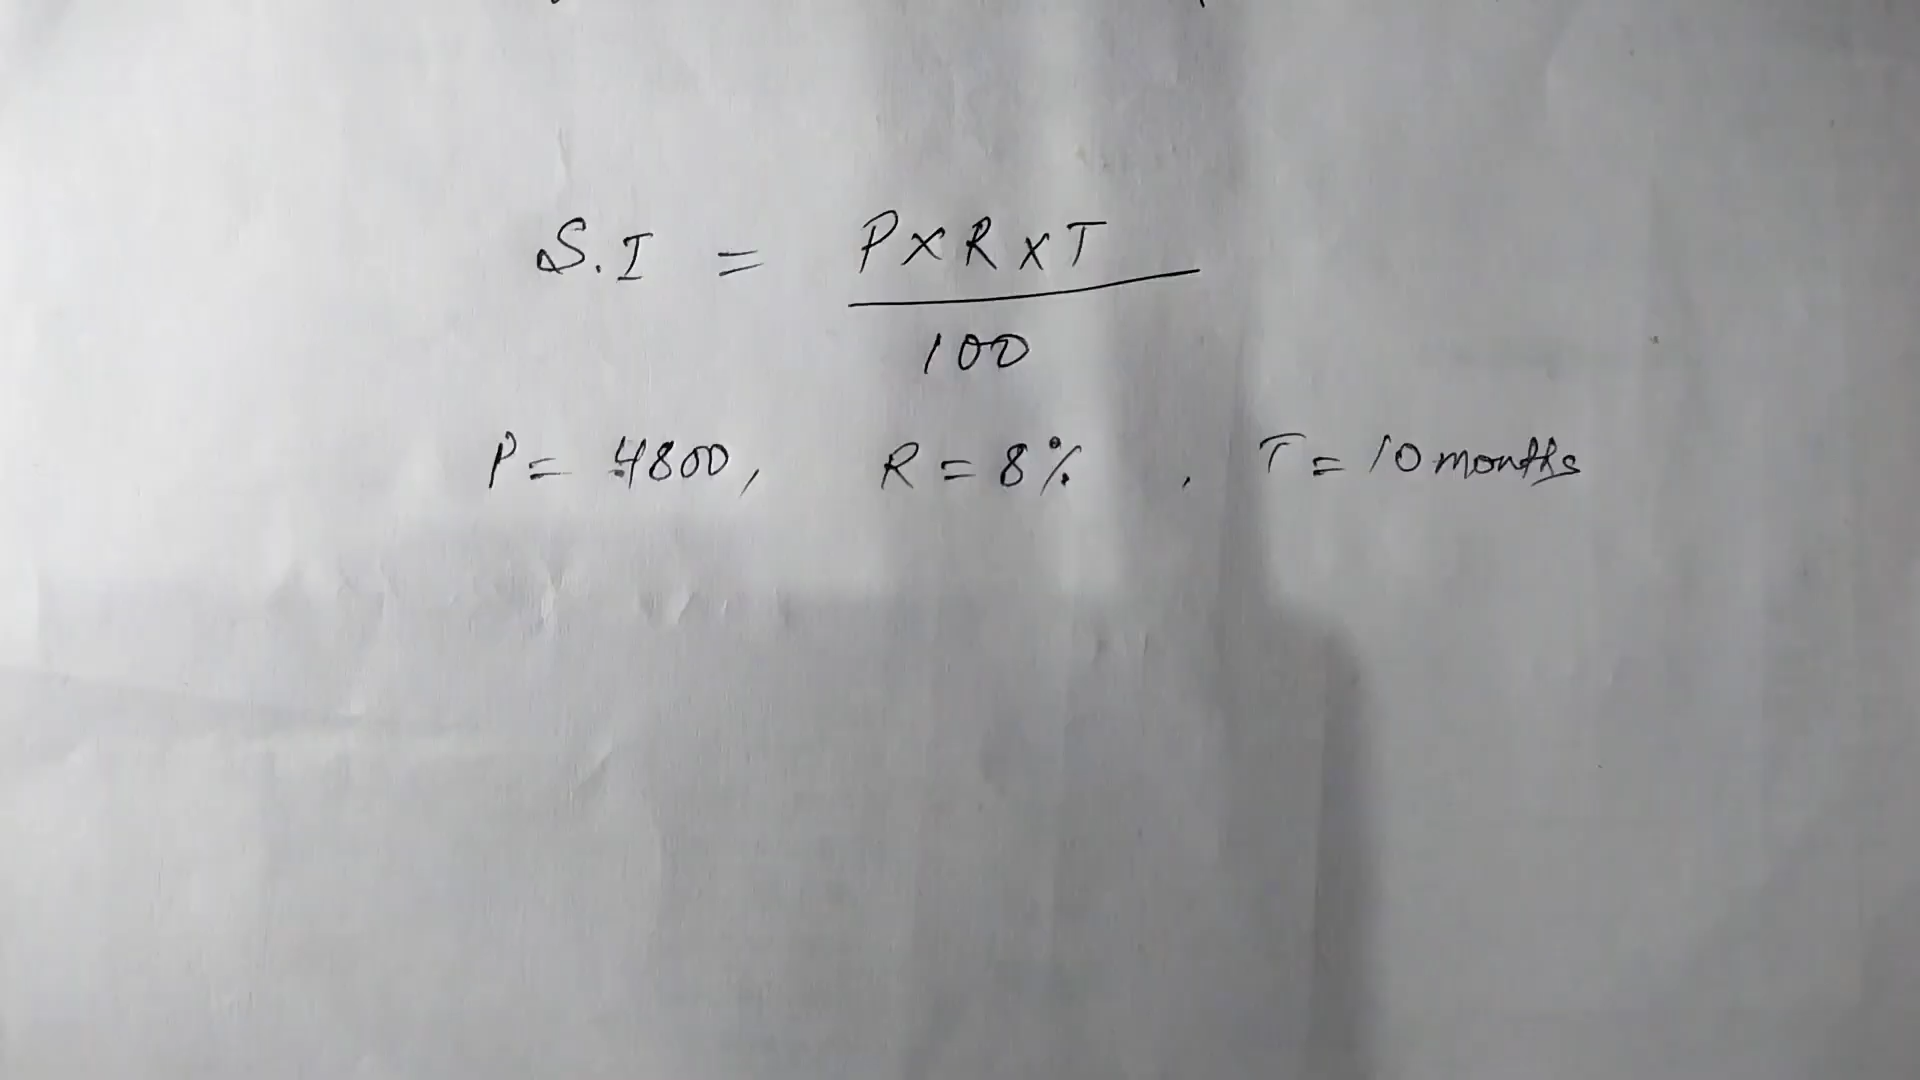 S.I = P×R×T
100
P = 4800, R = 8% , T = 10 months